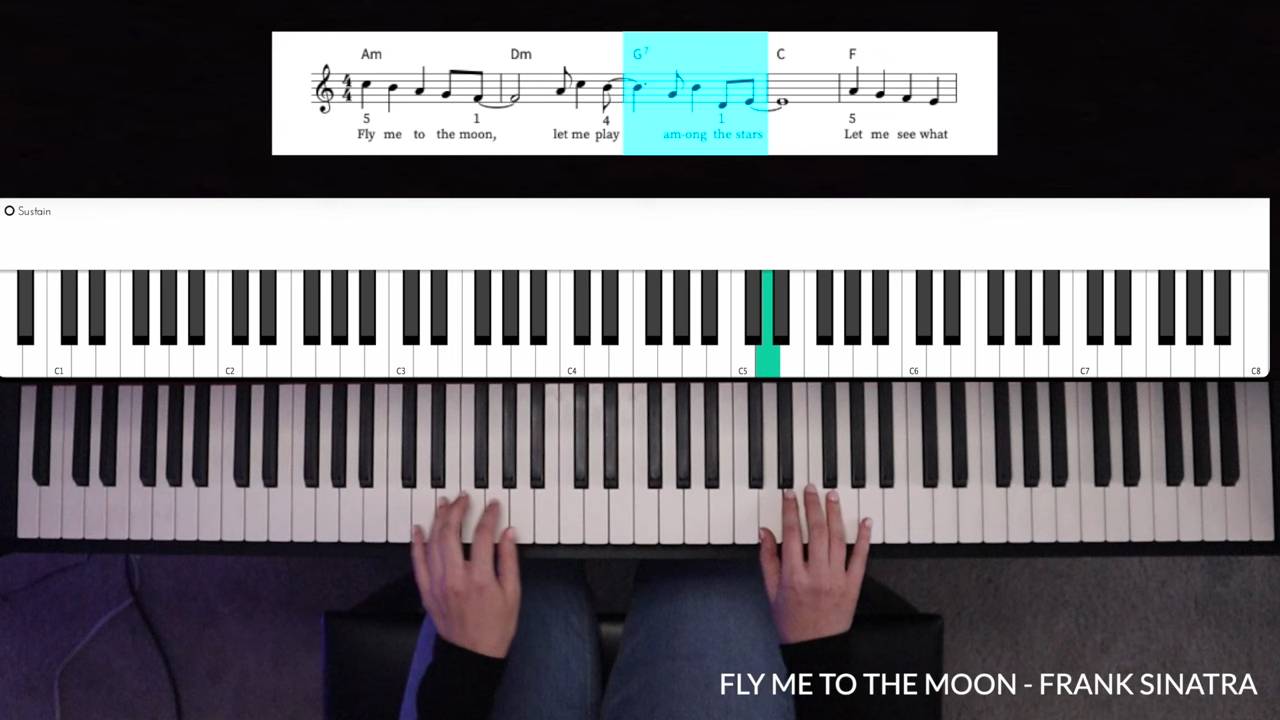 Am Dm G7 C F
4
4
5 1 4 1 5
Fly me to the moon, let me play am-ong the stars Let me see what
Sustain
C1 C2 C3 C4 C5 C6 C7 C8
FLY ME TO THE MOON - FRANK SINATRA